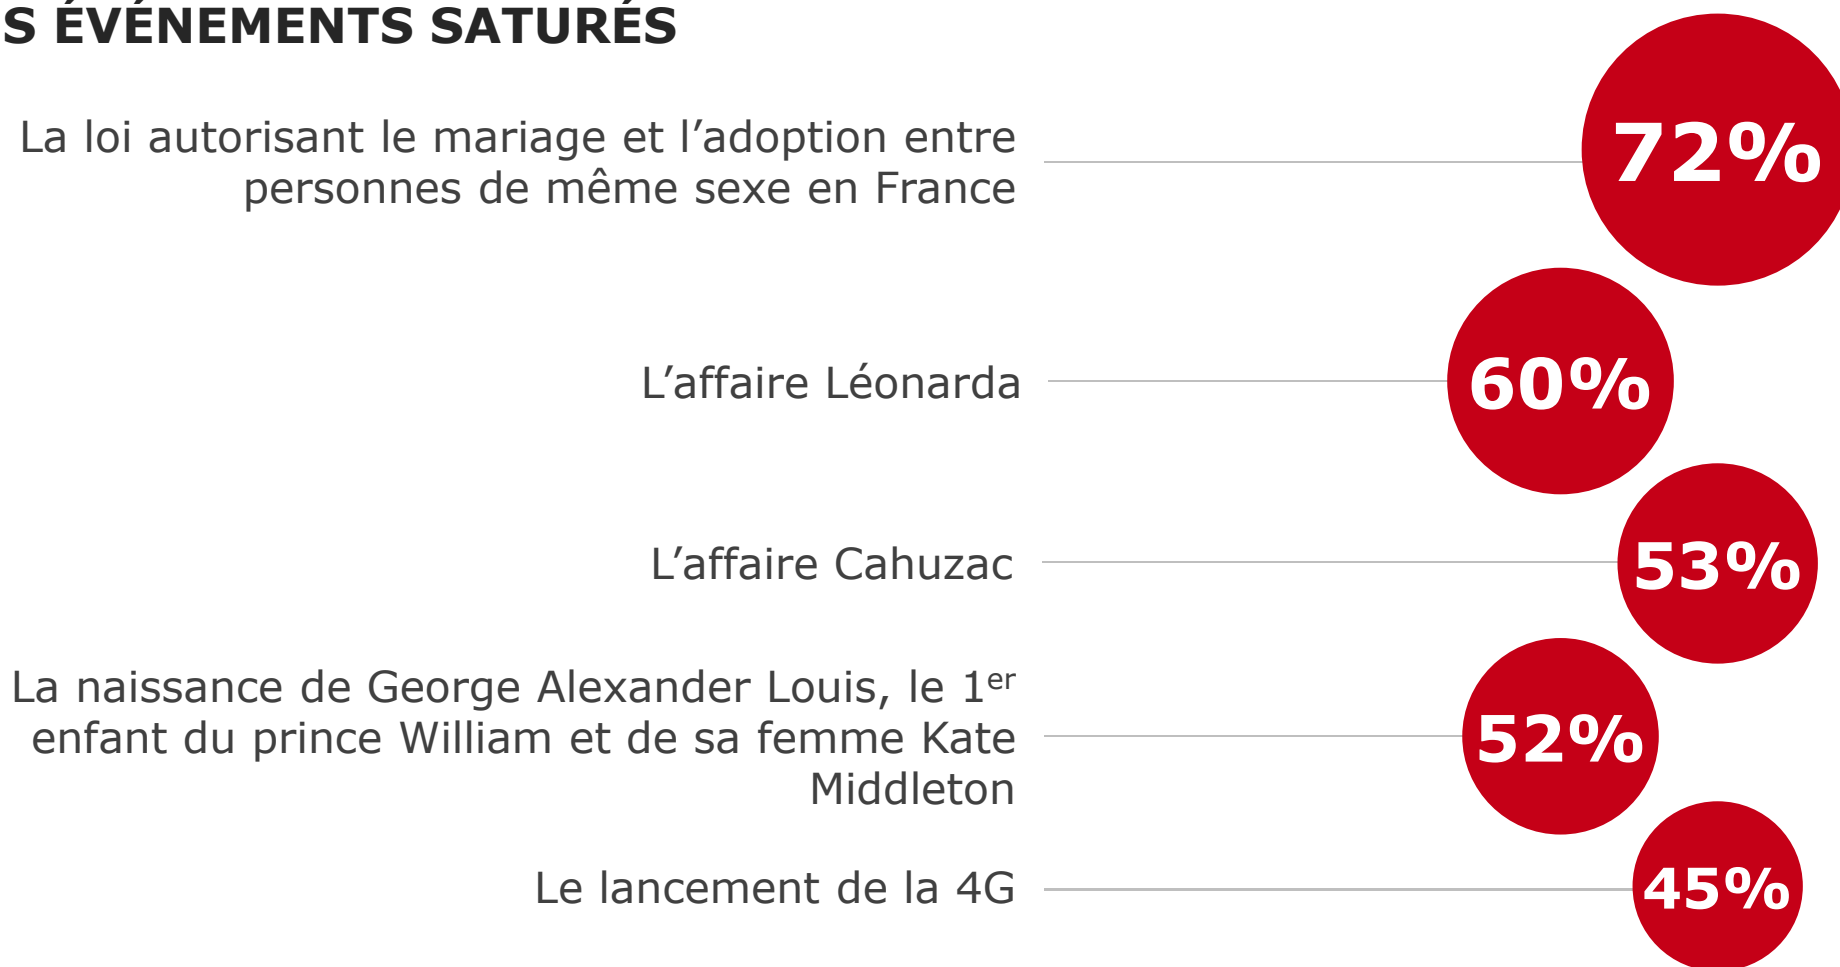 S ÉVÉNEMENTS SATURÉS
La loi autorisant le mariage et l’adoption entre
personnes de même sexe en France
72%
L’affaire Léonarda
60%
L’affaire Cahuzac
53%
La naissance de George Alexander Louis, le 1er
enfant du prince William et de sa femme Kate
Middleton
52%
Le lancement de la 4G
45%